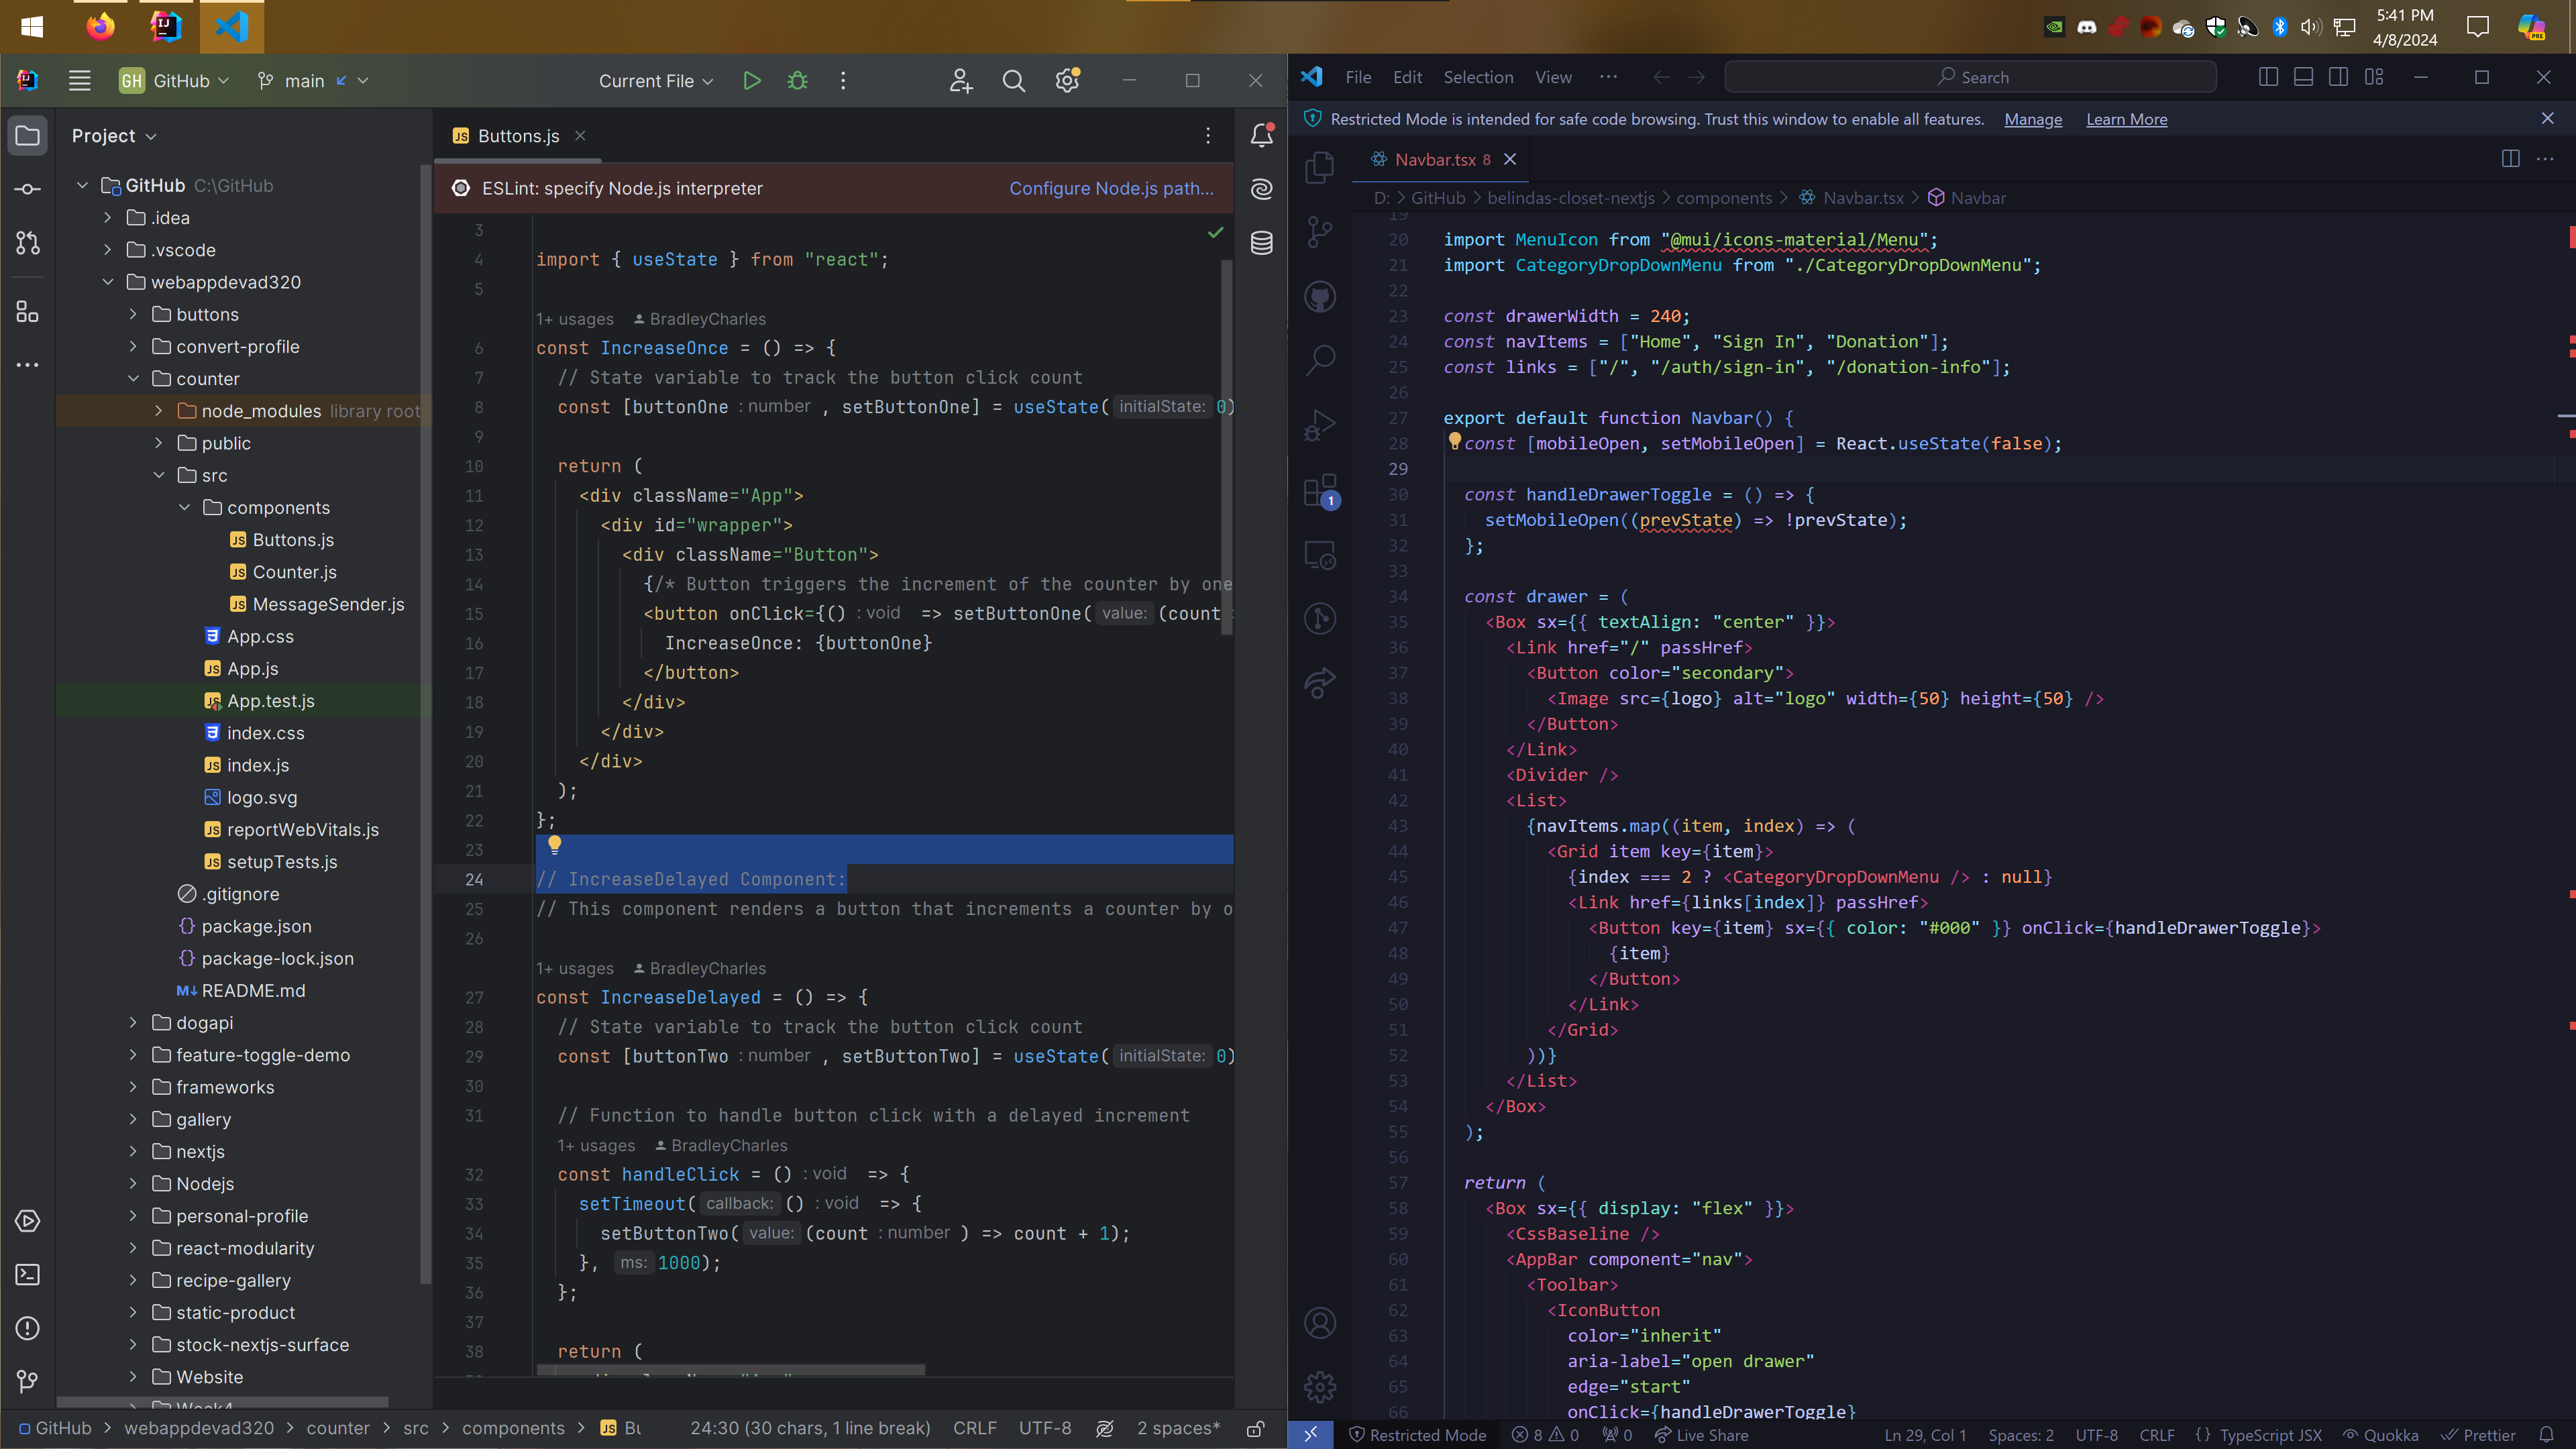 5:41 PM
4/8/2024
GH GitHub main
Current File
Project
GitHub C:\GitHub
.idea
.vscode
webappdevad320
buttons
convert-profile
counter
node_modules library root
public
src
components
Buttons.js
Counter.js
MessageSender.js
App.css
App.js
App.test.js
index.css
index.js
logo.svg
reportWebVitals.js
setupTests.js
.gitignore
package.json
package-lock.json
README.md
dogapi
feature-toggle-demo
frameworks
gallery
nextjs
Nodejs
personal-profile
react-modularity
recipe-gallery
static-product
stock-nextjs-surface
Website
Week4
Buttons.js
ESLint: specify Node.js interpreter Configure Node.js path...
3
4 import { useState } from "react";
5
1+ usages BradleyCharles
6 const IncreaseOnce = () => {
7 // State variable to track the button click count
8 const [buttonOne : number , setButtonOne] = useState( initialState: 0)
9
10 return (
11 <div className="App">
12 <div id="wrapper">
13 <div className="Button">
14 {/* Button triggers the increment of the counter by one
15 <button onClick={() : void => setButtonOne( value: (count
16 IncreaseOnce: {buttonOne}
17 </button>
18 </div>
19 </div>
20 </div>
21 );
22 };
23
24 // IncreaseDelayed Component:
25 // This component renders a button that increments a counter by o
26
1+ usages BradleyCharles
27 const IncreaseDelayed = () => {
28 // State variable to track the button click count
29 const [buttonTwo : number , setButtonTwo] = useState( initialState: 0)
30
31 // Function to handle button click with a delayed increment
1+ usages BradleyCharles
32 const handleClick = () : void => {
33 setTimeout( callback: () : void => {
34 setButtonTwo( value: (count : number ) => count + 1);
35 }, ms: 1000);
36 };
37
38 return (
GitHub > webappdevad320 > counter > src > components > Bu
24:30 (30 chars, 1 line break) CRLF UTF-8 2 spaces*
File Edit Selection View ... Search
Restricted Mode is intended for safe code browsing. Trust this window to enable all features. Manage Learn More
Navbar.tsx 8
D: > GitHub > belindas-closet-nextjs > components > Navbar.tsx > Navbar
19
20 import MenuIcon from "@mui/icons-material/Menu";
21 import CategoryDropDownMenu from "./CategoryDropDownMenu";
22
23 const drawerWidth = 240;
24 const navItems = ["Home", "Sign In", "Donation"];
25 const links = ["/", "/auth/sign-in", "/donation-info"];
26
27 export default function Navbar() {
28 const [mobileOpen, setMobileOpen] = React.useState(false);
29
30 const handleDrawerToggle = () => {
31 setMobileOpen((prevState) => !prevState);
32 };
33
34 const drawer = (
35 <Box sx={{ textAlign: "center" }}>
36 <Link href="/" passHref>
37 <Button color="secondary">
38 <Image src={logo} alt="logo" width={50} height={50} />
39 </Button>
40 </Link>
41 <Divider />
42 <List>
43 {navItems.map((item, index) => (
44 <Grid item key={item}>
45 {index === 2 ? <CategoryDropDownMenu /> : null}
46 <Link href={links[index]} passHref>
47 <Button key={item} sx={{ color: "#000" }} onClick={handleDrawerToggle}>
48 {item}
49 </Button>
50 </Link>
51 </Grid>
52 ))}
53 </List>
54 </Box>
55 );
56
57 return (
58 <Box sx={{ display: "flex" }}>
59 <CssBaseline />
60 <AppBar component="nav">
61 <Toolbar>
62 <IconButton
63 color="inherit"
64 aria-label="open drawer"
65 edge="start"
66 onClick={handleDrawerToggle}
1
Restricted Mode 8 0 0 Live Share Ln 29, Col 1 Spaces: 2 UTF-8 CRLF {} TypeScript JSX Quokka Prettier